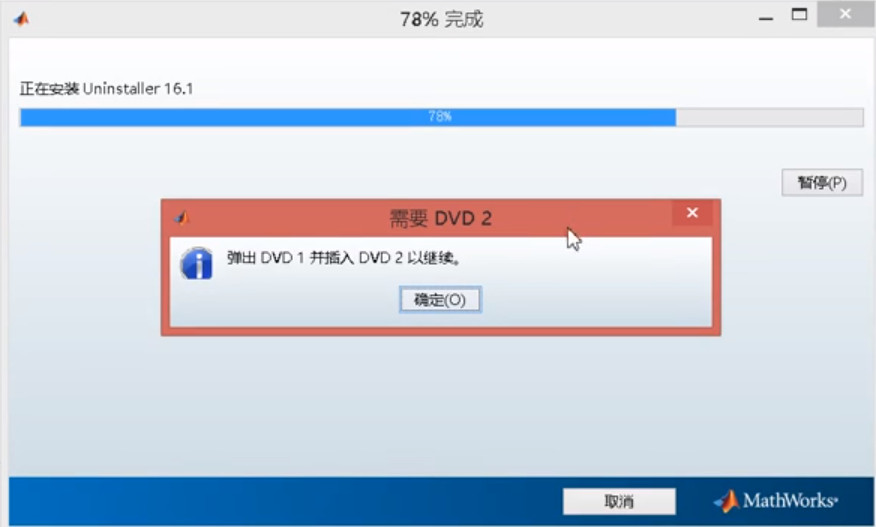 78% 完成
正在安装 Uninstaller 16.1
78%
暂停(P)
需要 DVD 2
弹出 DVD 1 并插入 DVD 2 以继续。
确定(O)
取消
MathWorks®